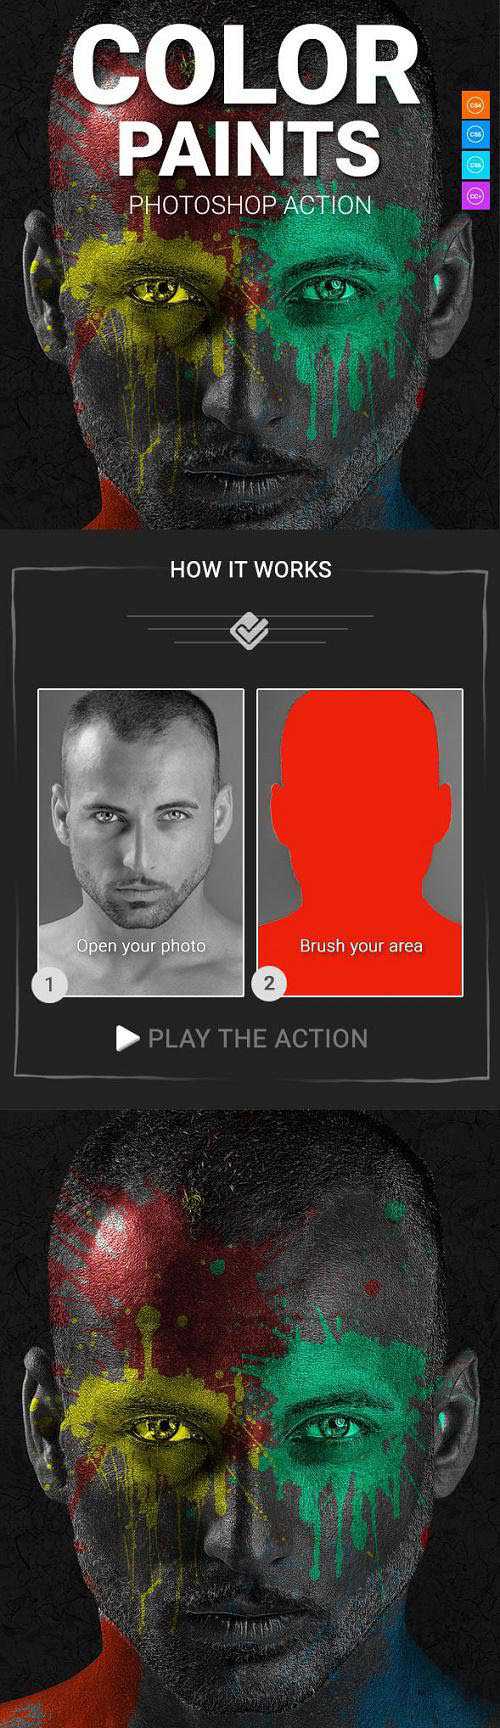 COLOR
PAINTS
PHOTOSHOP ACTION
CS4
CS5
CS6
CC+
HOW IT WORKS
Open your photo
Brush your area
1
2
PLAY THE ACTION